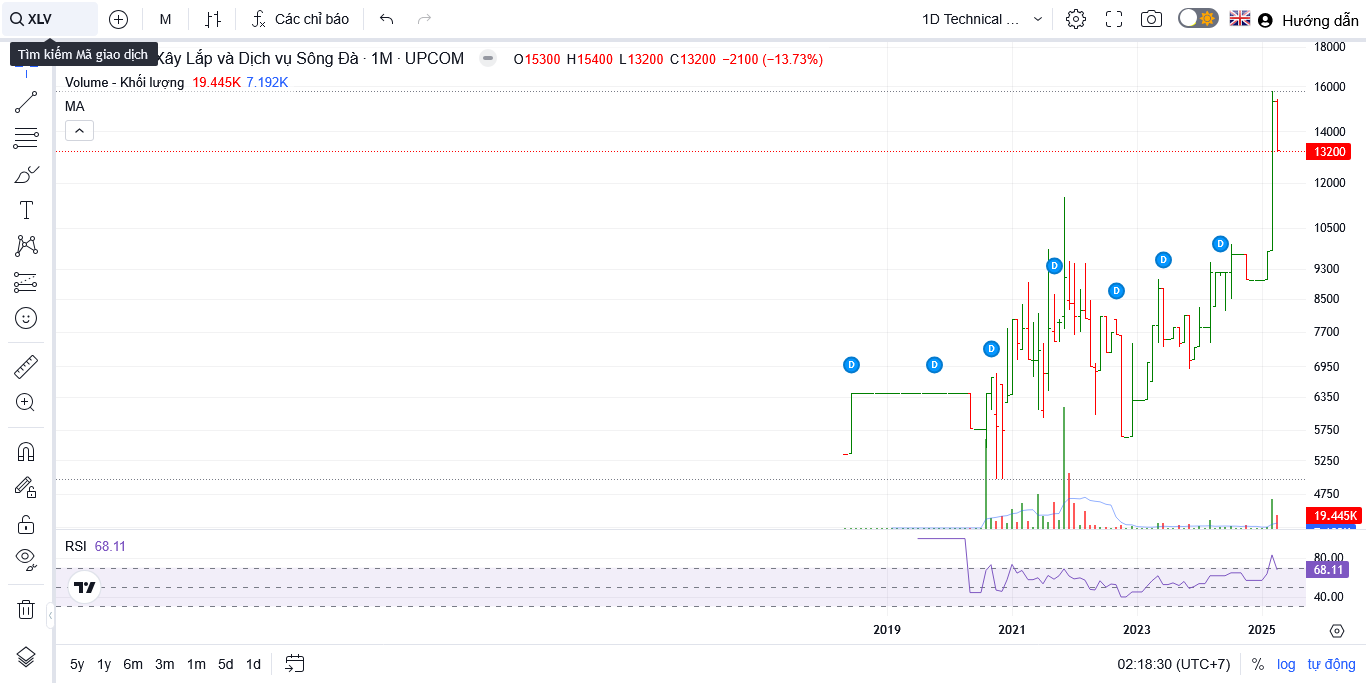 XLV
M
Các chỉ báo
1D Technical ...
Hướng dẫn
Tìm kiếm Mã giao dịch
Xây Lắp và Dịch vụ Sông Đà · 1M · UPCOM
O15300 H15400 L13200 C13200 −2100 (−13.73%)
Volume - Khối lượng 19.445K 7.192K
MA
18000
16000
14000
13200
12000
10500
9300
8500
7700
6950
6350
5750
5250
4750
19.445K
D
D
D
D
D
D
D
RSI 68.11
80.00
68.11
40.00
2019
2021
2023
2025
5y 1y 6m 3m 1m 5d 1d
02:18:30 (UTC+7)
% log tự động